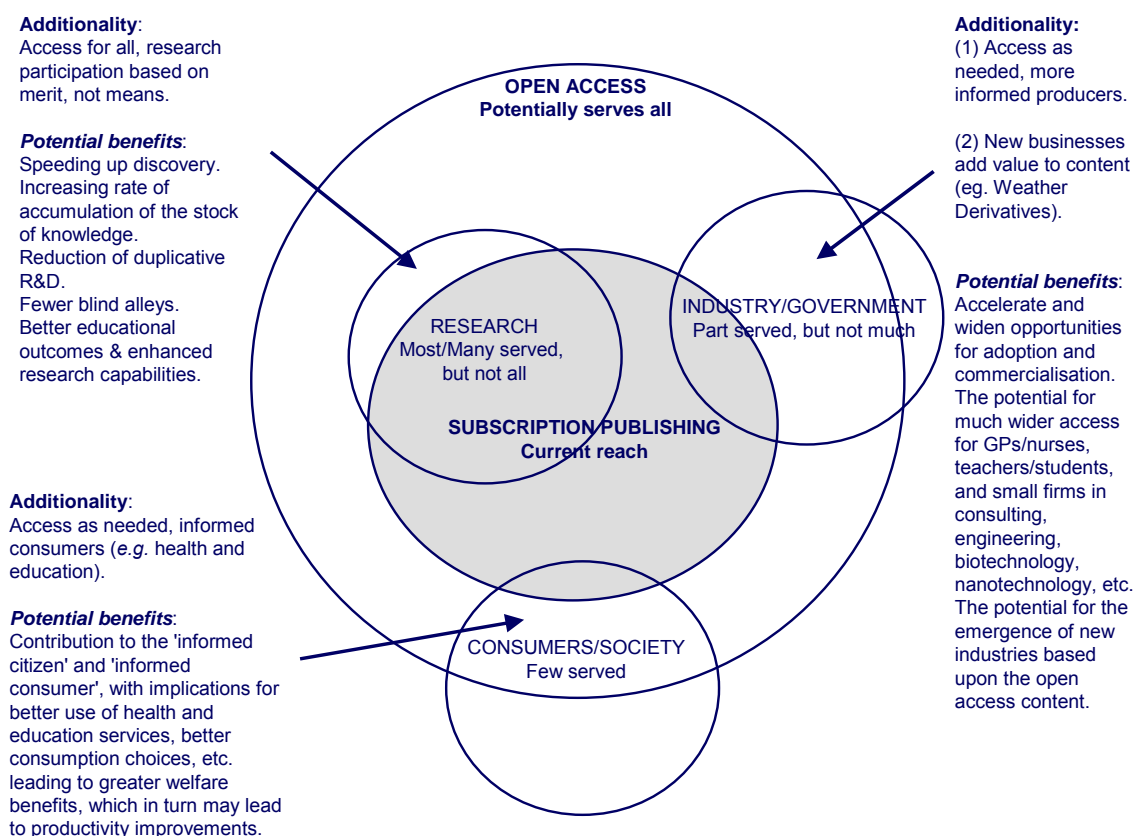 Additionality:
Access for all, research
participation based on
merit, not means.
Potential benefits:
Speeding up discovery.
Increasing rate of
accumulation of the stock
of knowledge.
Reduction of duplicative
R&D.
Fewer blind alleys.
Better educational
outcomes & enhanced
research capabilities.
Additionality:
Access as needed, informed
consumers (e.g. health and
education).
Potential benefits:
Contribution to the 'informed
citizen' and 'informed
consumer', with implications for
better use of health and
education services, better
consumption choices, etc.
leading to greater welfare
benefits, which in turn may lead
to productivity improvements.
OPEN ACCESS
Potentially serves all
RESEARCH
Most/Many served,
but not all
INDUSTRY/GOVERNMENT
Part served, but not much
SUBSCRIPTION PUBLISHING
Current reach
CONSUMERS/SOCIETY
Few served
Additionality:
(1) Access as
needed, more
informed producers.
(2) New businesses
add value to content
(eg. Weather
Derivatives).
Potential benefits:
Accelerate and
widen opportunities
for adoption and
commercialisation.
The potential for
much wider access
for GPs/nurses,
teachers/students,
and small firms in
consulting,
engineering,
biotechnology,
nanotechnology, etc.
The potential for the
emergence of new
industries based
upon the open
access content.